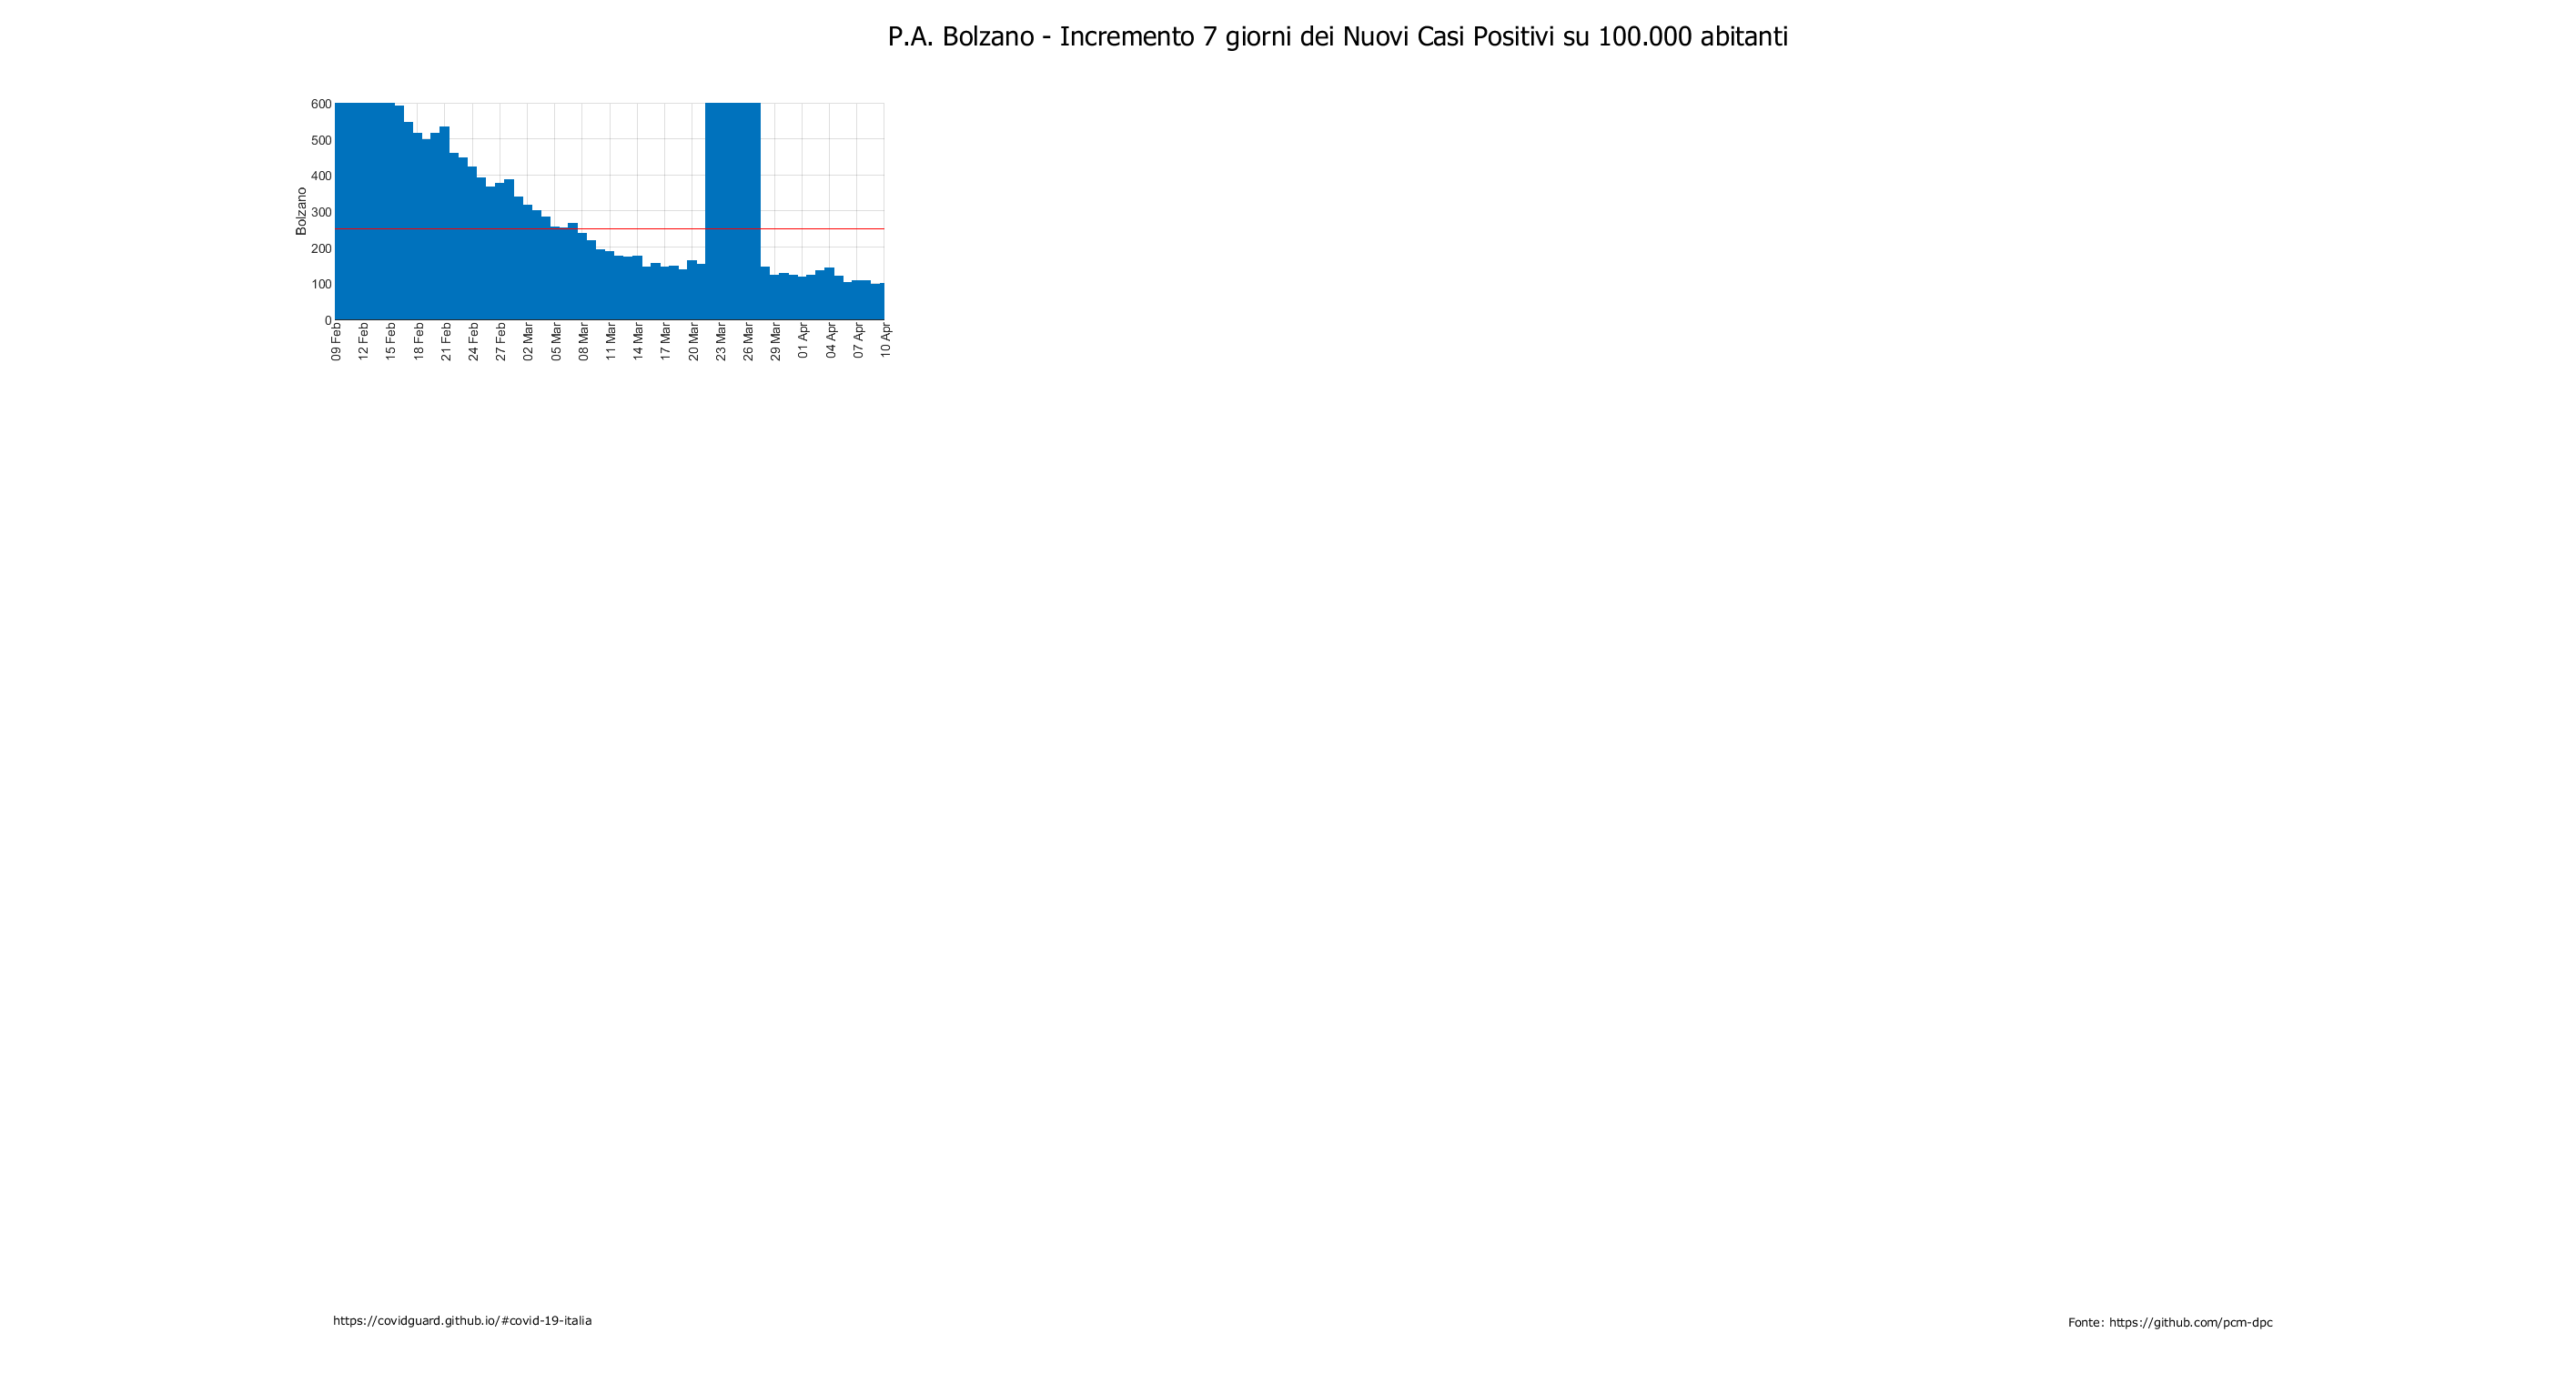 P.A. Bolzano - Incremento 7 giorni dei Nuovi Casi Positivi su 100.000 abitanti
600
500
400
300
200
100
0
Bolzano
09 Feb
12 Feb
15 Feb
18 Feb
21 Feb
24 Feb
27 Feb
02 Mar
05 Mar
08 Mar
11 Mar
14 Mar
17 Mar
20 Mar
23 Mar
26 Mar
29 Mar
01 Apr
04 Apr
07 Apr
10 Apr
https://covidguard.github.io/#covid-19-italia
Fonte: https://github.com/pcm-dpc